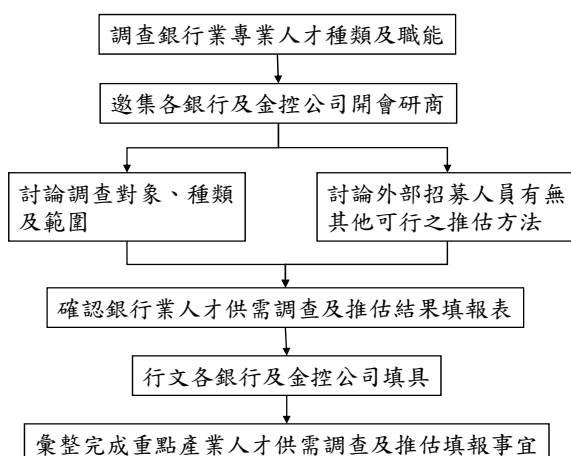 調查銀行業專業人才種類及職能
邀集各銀行及金控公司開會研商
討論調查對象、種類
及範圍
討論外部招募人員有無
其他可行之推估方法
確認銀行業人才供需調查及推估結果填報表
行文各銀行及金控公司填具
彙整完成重點產業人才供需調查及推估填報事宜